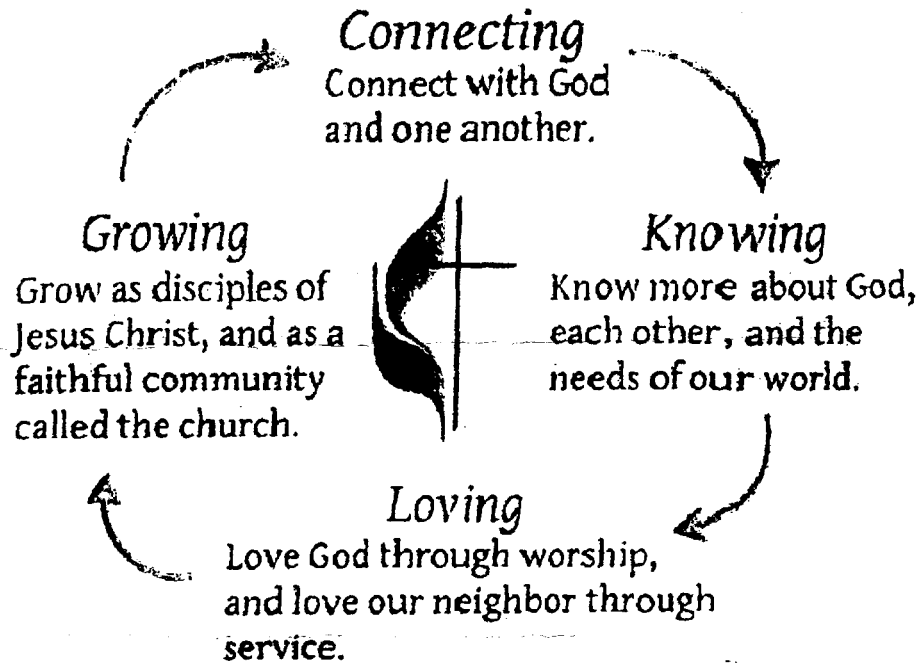 Connecting
Connect with God
and one another.
Knowing
Know more about God,
each other, and the
needs of our world.
Loving
Love God through worship,
and love our neighbor through
service.
Growing
Grow as disciples of
Jesus Christ, and as a
faithful community
called the church.